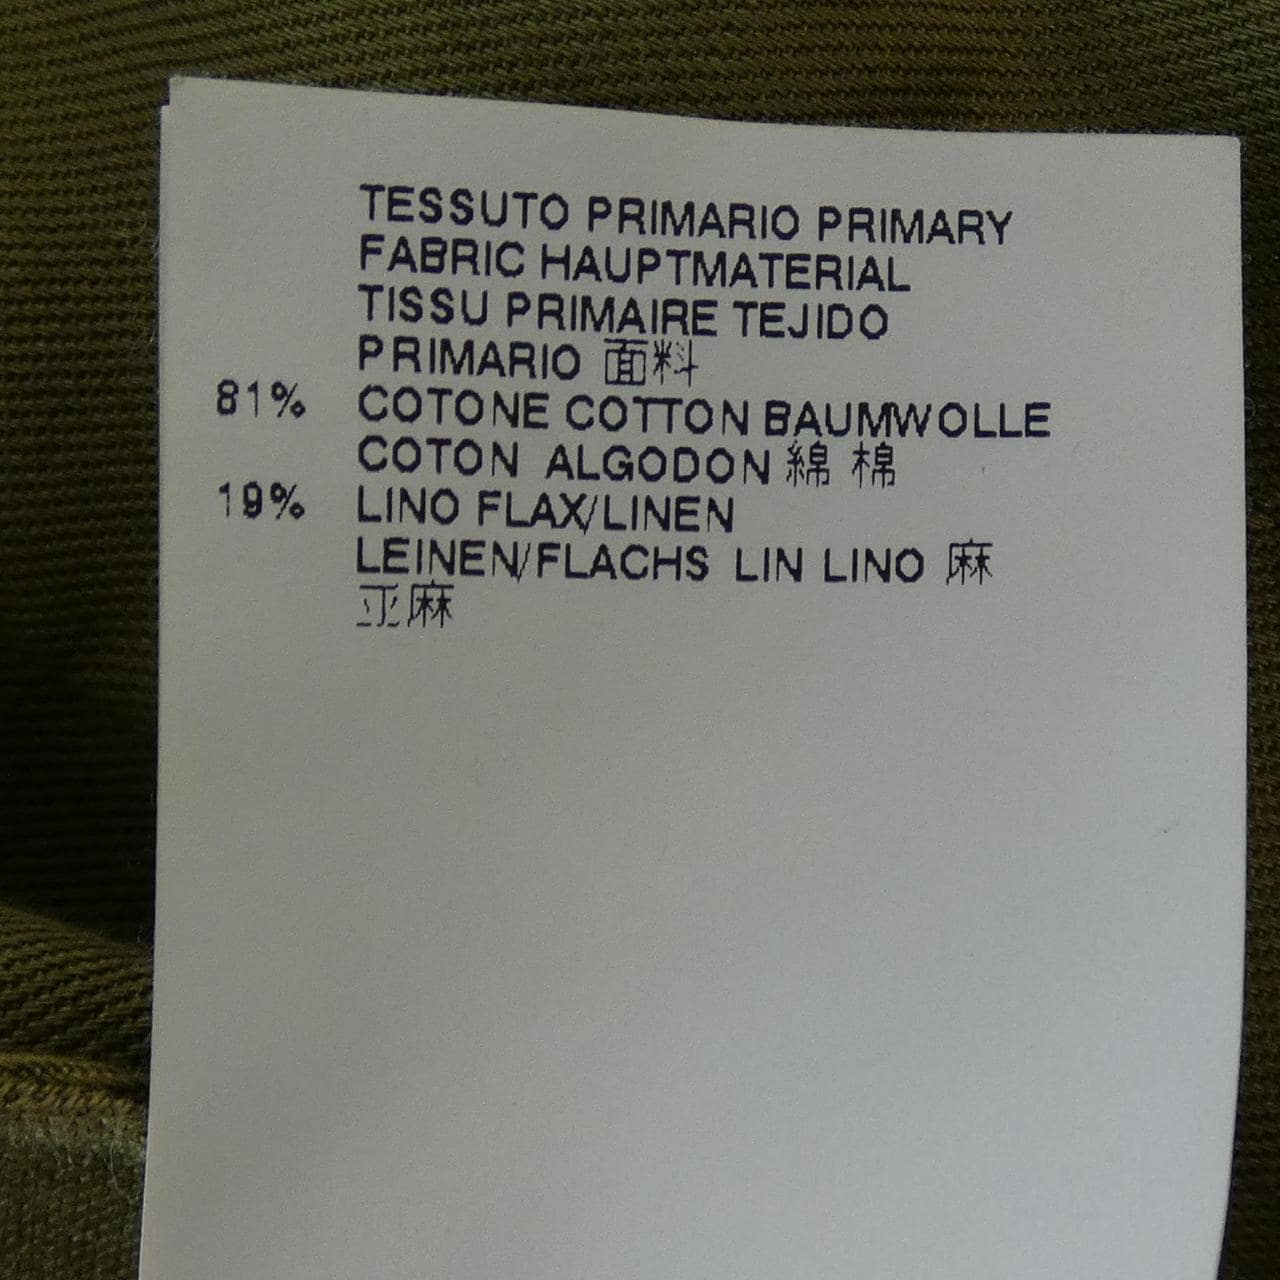 TESSUTO PRIMARIO PRIMARY
FABRIC HAUPTMATERIAL
TISSU PRIMAIRE TEJIDO
PRIMARIO 面料
81% COTONE COTTON BAUMWOLLE
COTON ALGODON 綿 棉
19% LINO FLAX/LINEN
LEINEN/FLACHS LIN LINO 麻
亚麻